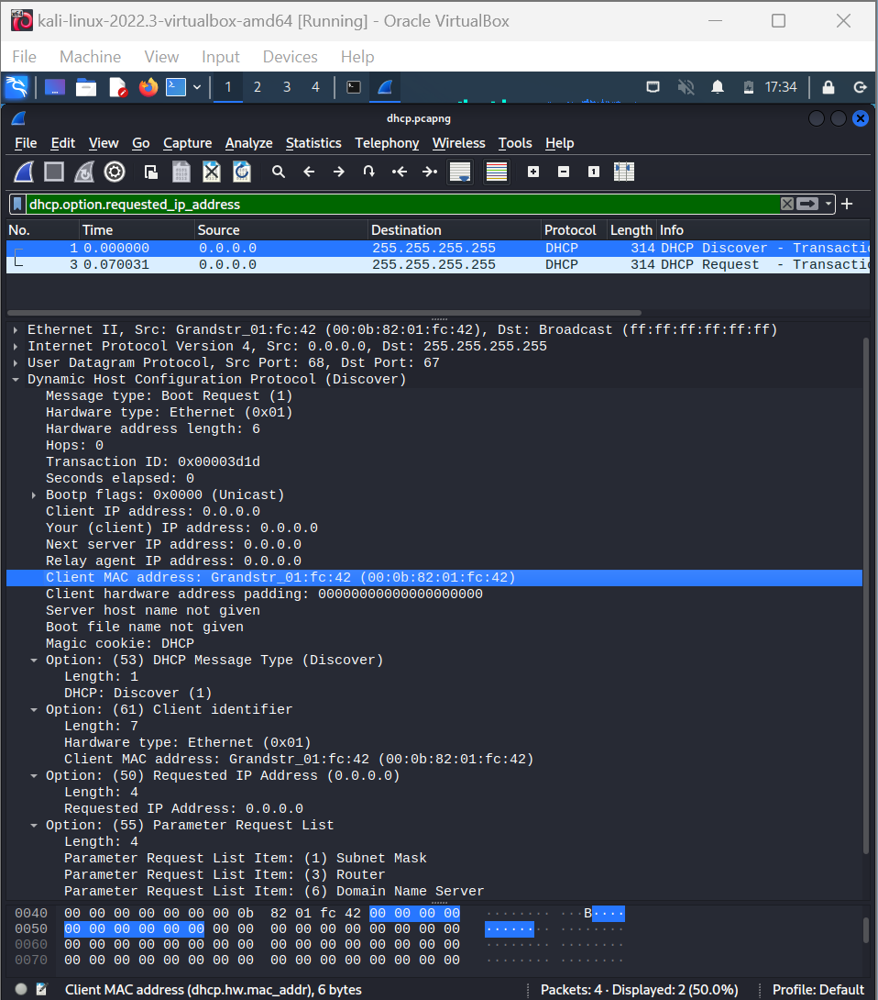 kali-linux-2022.3-virtualbox-amd64 [Running] - Oracle VirtualBox
File Machine View Input Devices Help
1 2 3 4 17:34
dhcp.pcapng
File Edit View Go Capture Analyze Statistics Telephony Wireless Tools Help
dhcp.option.requested_ip_address
No. Time Source Destination Protocol Length Info
1 0.000000 0.0.0.0 255.255.255.255 DHCP 314 DHCP Discover - Transactio
3 0.070031 0.0.0.0 255.255.255.255 DHCP 314 DHCP Request - Transactio
Ethernet II, Src: Grandstr_01:fc:42 (00:0b:82:01:fc:42), Dst: Broadcast (ff:ff:ff:ff:ff:ff)
Internet Protocol Version 4, Src: 0.0.0.0, Dst: 255.255.255.255
User Datagram Protocol, Src Port: 68, Dst Port: 67
Dynamic Host Configuration Protocol (Discover)
Message type: Boot Request (1)
Hardware type: Ethernet (0x01)
Hardware address length: 6
Hops: 0
Transaction ID: 0x00003d1d
Seconds elapsed: 0
Bootp flags: 0x0000 (Unicast)
Client IP address: 0.0.0.0
Your (client) IP address: 0.0.0.0
Next server IP address: 0.0.0.0
Relay agent IP address: 0.0.0.0
Client MAC address: Grandstr_01:fc:42 (00:0b:82:01:fc:42)
Client hardware address padding: 00000000000000000000
Server host name not given
Boot file name not given
Magic cookie: DHCP
Option: (53) DHCP Message Type (Discover)
Length: 1
DHCP: Discover (1)
Option: (61) Client identifier
Length: 7
Hardware type: Ethernet (0x01)
Client MAC address: Grandstr_01:fc:42 (00:0b:82:01:fc:42)
Option: (50) Requested IP Address (0.0.0.0)
Length: 4
Requested IP Address: 0.0.0.0
Option: (55) Parameter Request List
Length: 4
Parameter Request List Item: (1) Subnet Mask
Parameter Request List Item: (3) Router
Parameter Request List Item: (6) Domain Name Server
0040 00 00 00 00 00 00 00 0b 82 01 fc 42 00 00 00 00 ········ ···B····
0050 00 00 00 00 00 00 00 00 00 00 00 00 00 00 00 00 ········ ········
0060 00 00 00 00 00 00 00 00 00 00 00 00 00 00 00 00 ········ ········
0070 00 00 00 00 00 00 00 00 00 00 00 00 00 00 00 00 ········ ········
Client MAC address (dhcp.hw.mac_addr), 6 bytes Packets: 4 · Displayed: 2 (50.0%) Profile: Default